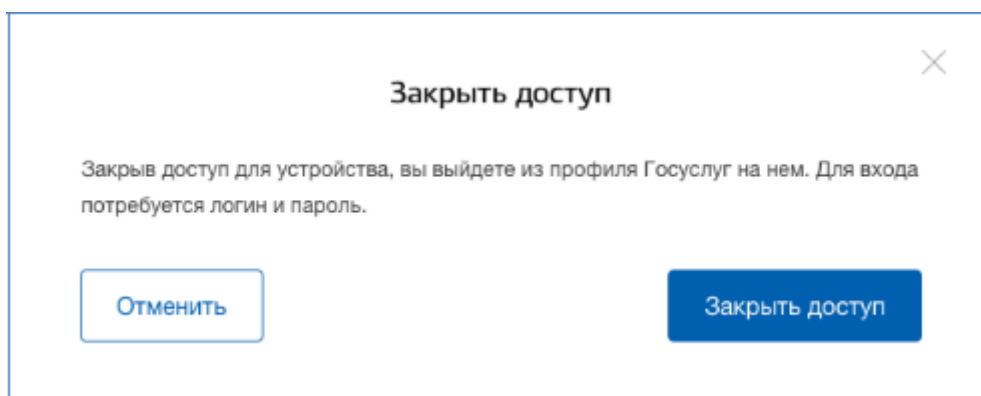 Закрыть доступ
Закрыв доступ для устройства, вы выйдете из профиля Госуслуг на нем. Для входа
потребуется логин и пароль.
Отменить
Закрыть доступ